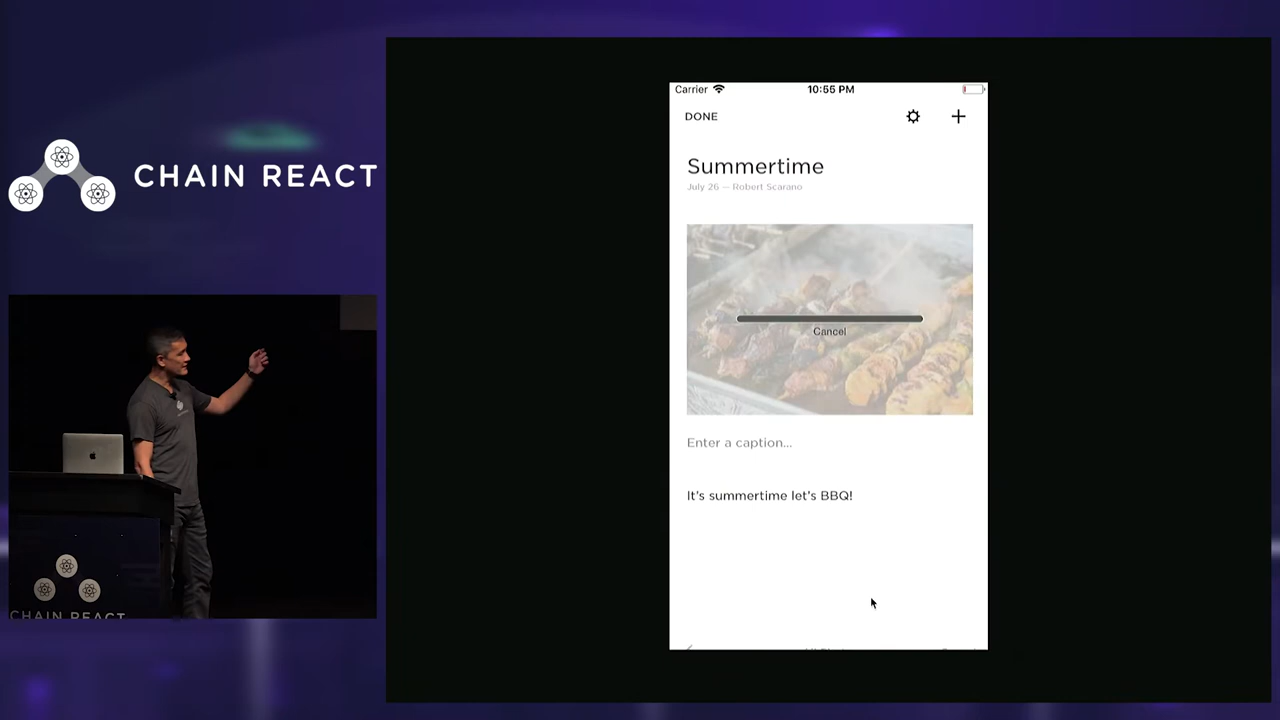 CHAIN REACT
Carrier
10:55 PM
DONE
Summertime
July 26 — Robert Scarano
Cancel
Enter a caption...
It's summertime let's BBQ!
CHAIN REACT